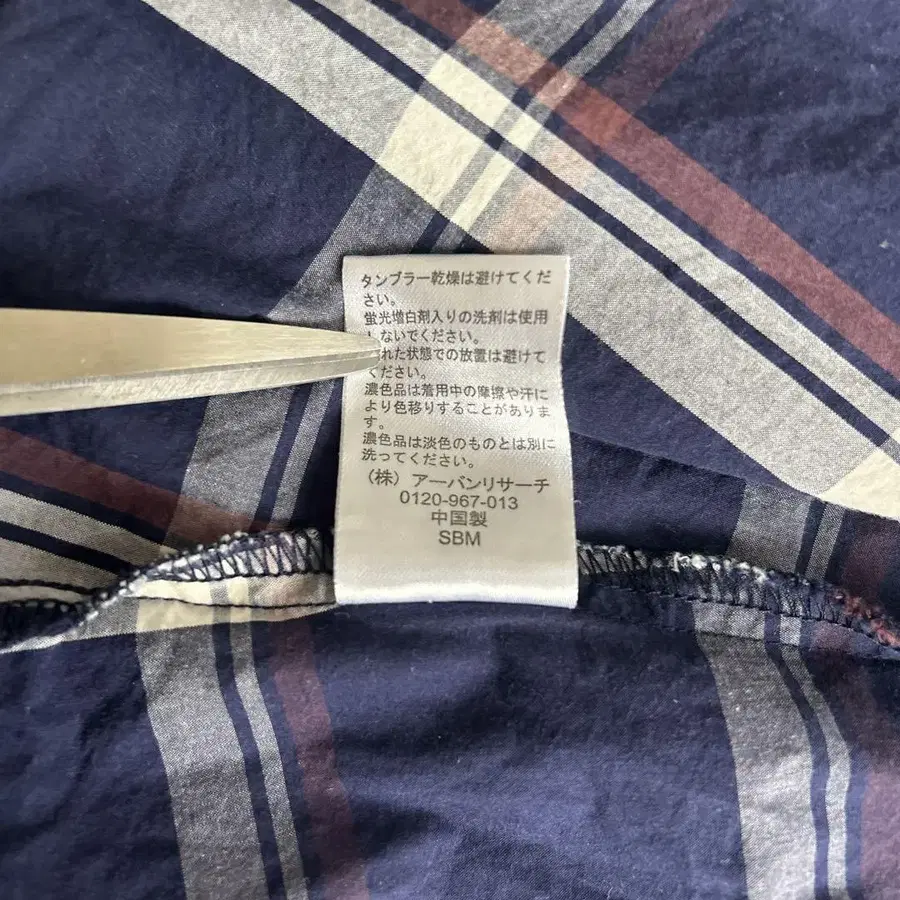 タンブラー乾燥は避けてくだ
さい。
蛍光増白剤入りの洗剤は使用
しないでください。
れた状態での放置は避けて
ください。
濃色品は着用中の摩擦や汗に
より色移りすることがありま
す。
濃色品は淡色のものとは別に
洗ってください。
(株) アーバンリサーチ
0120-967-013
中国製
SBM